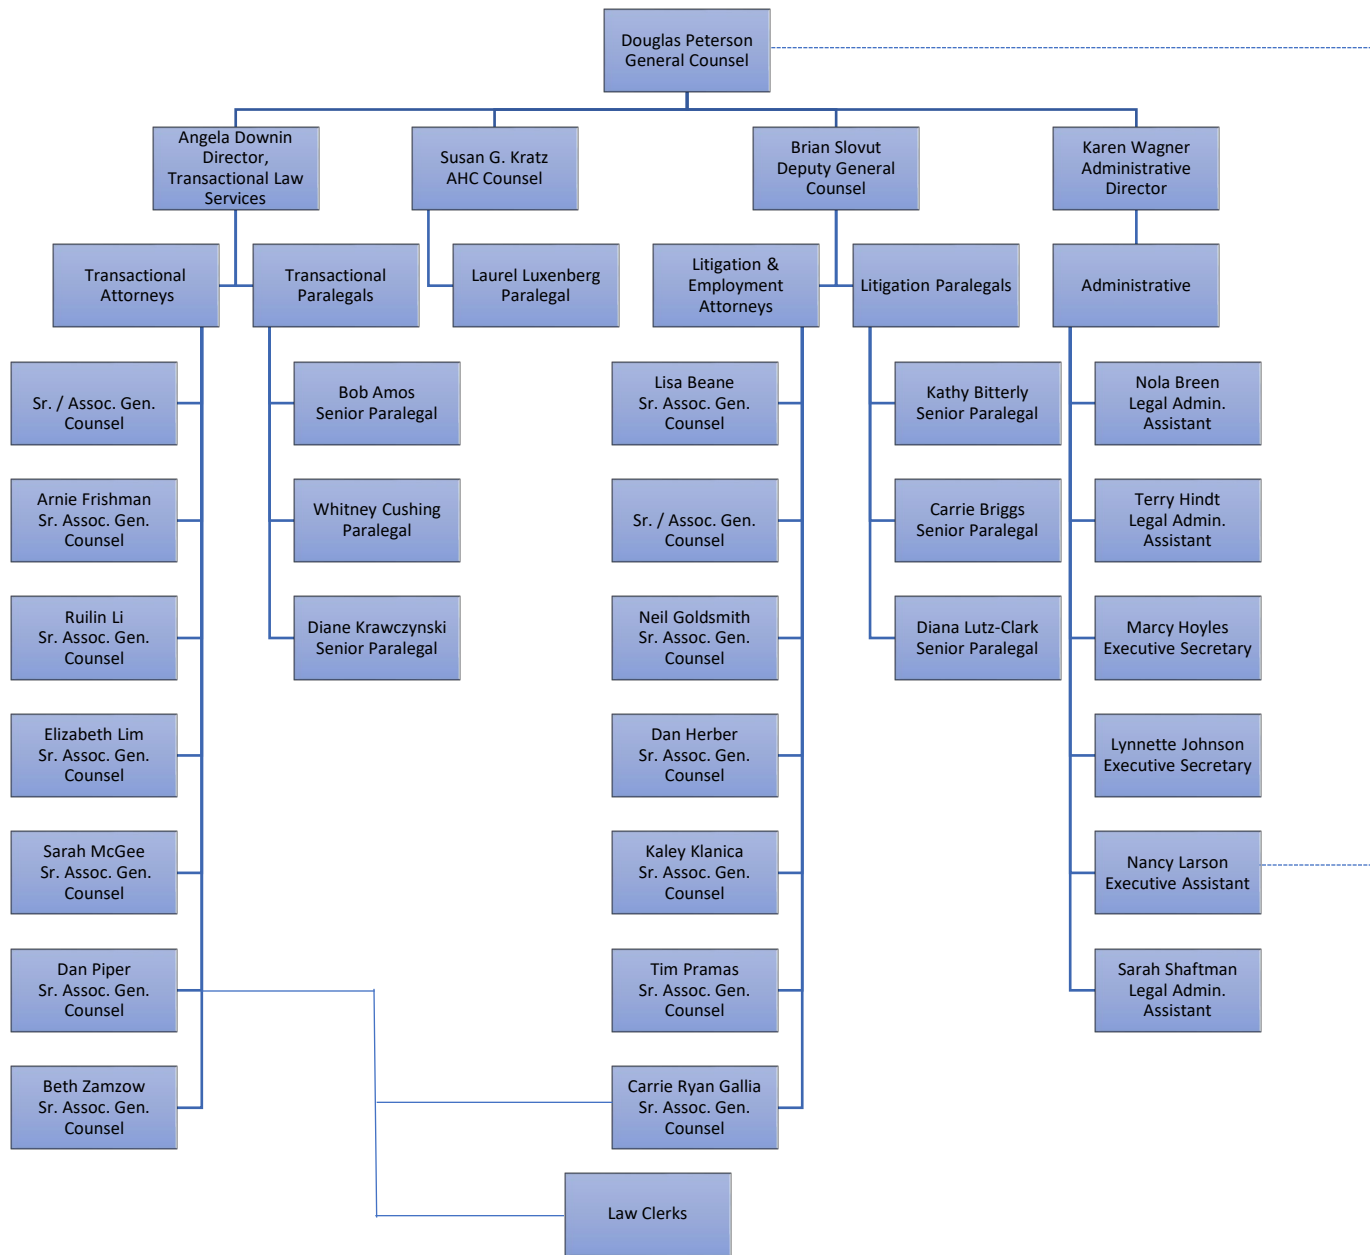 Douglas Peterson
General Counsel
Angela Downin
Director,
Transactional Law
Services
Susan G. Kratz
AHC Counsel
Brian Slovut
Deputy General
Counsel
Karen Wagner
Administrative
Director
Transactional
Attorneys
Transactional
Paralegals
Laurel Luxenberg
Paralegal
Litigation &
Employment
Attorneys
Litigation Paralegals
Administrative
Sr. / Assoc. Gen.
Counsel
Arnie Frishman
Sr. Assoc. Gen.
Counsel
Ruilin Li
Sr. Assoc. Gen.
Counsel
Elizabeth Lim
Sr. Assoc. Gen.
Counsel
Sarah McGee
Sr. Assoc. Gen.
Counsel
Dan Piper
Sr. Assoc. Gen.
Counsel
Beth Zamzow
Sr. Assoc. Gen.
Counsel
Bob Amos
Senior Paralegal
Whitney Cushing
Paralegal
Diane Krawczynski
Senior Paralegal
Lisa Beane
Sr. Assoc. Gen.
Counsel
Sr. / Assoc. Gen.
Counsel
Neil Goldsmith
Sr. Assoc. Gen.
Counsel
Dan Herber
Sr. Assoc. Gen.
Counsel
Kaley Klanica
Sr. Assoc. Gen.
Counsel
Tim Pramas
Sr. Assoc. Gen.
Counsel
Carrie Ryan Gallia
Sr. Assoc. Gen.
Counsel
Kathy Bitterly
Senior Paralegal
Carrie Briggs
Senior Paralegal
Diana Lutz-Clark
Senior Paralegal
Nola Breen
Legal Admin.
Assistant
Terry Hindt
Legal Admin.
Assistant
Marcy Hoyles
Executive Secretary
Lynnette Johnson
Executive Secretary
Nancy Larson
Executive Assistant
Sarah Shaftman
Legal Admin.
Assistant
Law Clerks